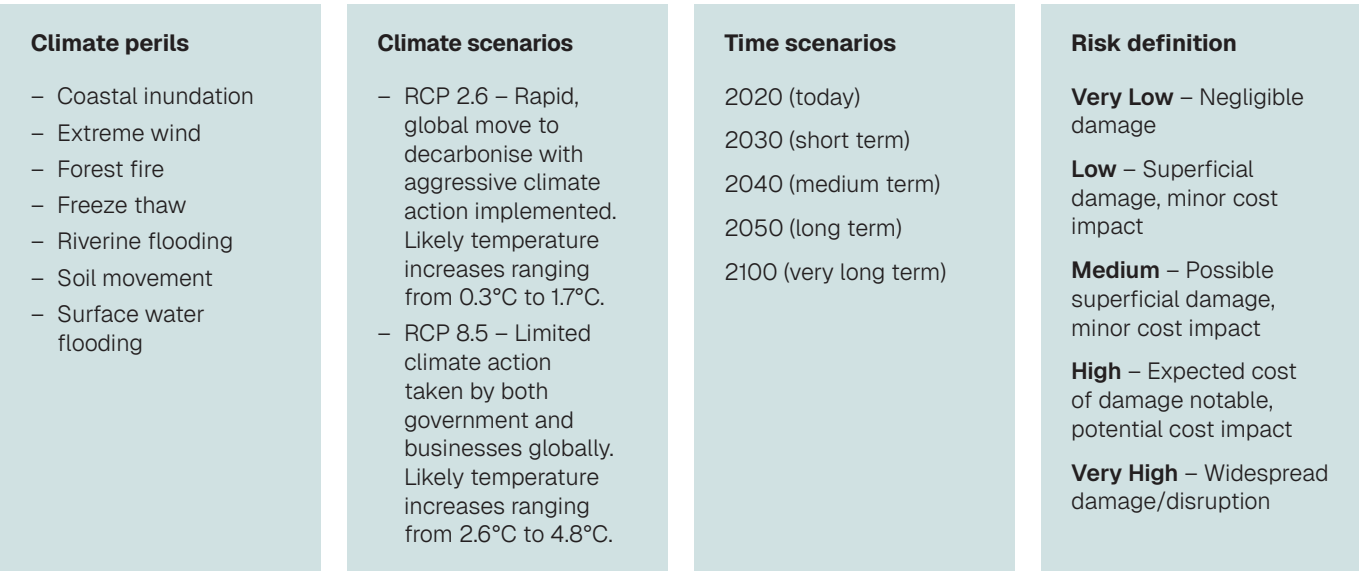 Climate perils
– Coastal inundation
– Extreme wind
– Forest fire
– Freeze thaw
– Riverine flooding
– Soil movement
– Surface water
flooding
Climate scenarios
– RCP 2.6 – Rapid,
global move to
decarbonise with
aggressive climate
action implemented.
Likely temperature
increases ranging
from 0.3°C to 1.7°C.
– RCP 8.5 – Limited
climate action
taken by both
government and
businesses globally.
Likely temperature
increases ranging
from 2.6°C to 4.8°C.
Time scenarios
2020 (today)
2030 (short term)
2040 (medium term)
2050 (long term)
2100 (very long term)
Risk definition
Very Low – Negligible
damage
Low – Superficial
damage, minor cost
impact
Medium – Possible
superficial damage,
minor cost impact
High – Expected cost
of damage notable,
potential cost impact
Very High – Widespread
damage/disruption